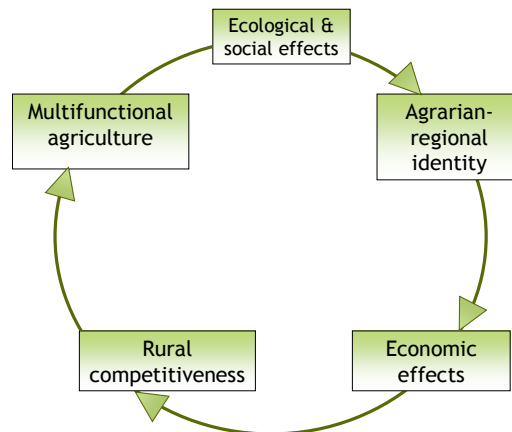 Ecological &
social effects
Multifunctional
agriculture
Agrarian-
regional
identity
Rural
competitiveness
Economic
effects